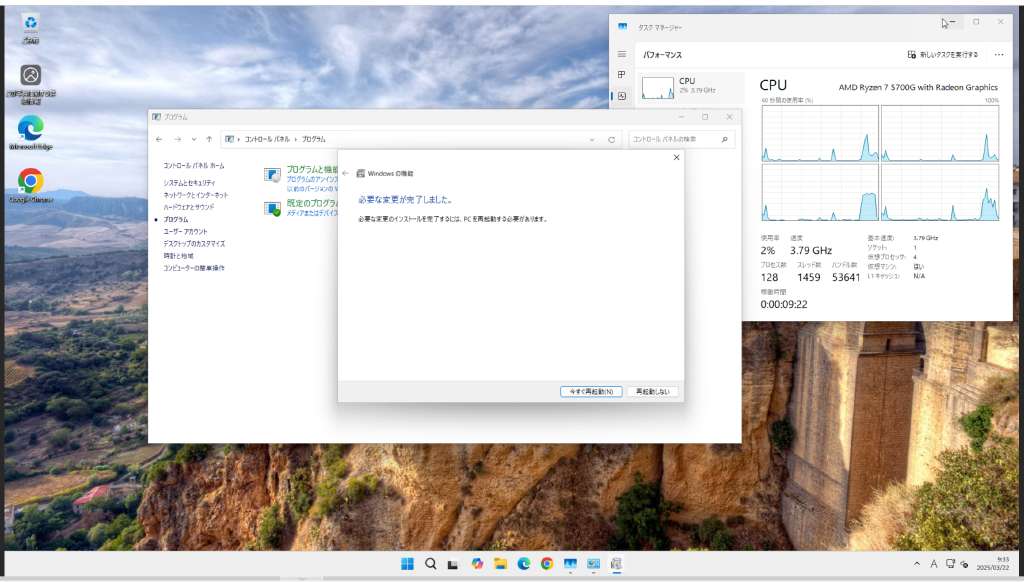 ごみ箱
Microsoft Edge
Google Chrome
タスク マネージャー
パフォーマンス
新しいタスクを実行する
CPU
2% 3.79 GHz
CPU
AMD Ryzen 7 5700G with Radeon Graphics
60 秒間の使用率 (%)
100%
使用率
速度
2%
3.79 GHz
プロセス数
スレッド数
ハンドル数
128
1459
53641
基本速度:
3.79 GHz
ソケット:
1
仮想プロセッサ:
4
仮想マシン:
はい
L1 キャッシュ:
N/A
稼働時間
0:00:09:22
プログラム
コントロール パネル › プログラム
コントロール パネルの検索
コントロール パネル ホーム
システムとセキュリティ
ネットワークとインターネット
ハードウェアとサウンド
プログラム
ユーザー アカウント
デスクトップのカスタマイズ
時計と地域
コンピューターの簡単操作
プログラムと機能
プログラムのアンインス
以前のバージョンの
既定のプログラ
メディアまたはデバイス
Windows の機能
必要な変更が完了しました。
必要な変更のインストールを完了するには、PC を再起動する必要があります。
今すぐ再起動(N)
再起動しない
A
9:33
2025/03/22